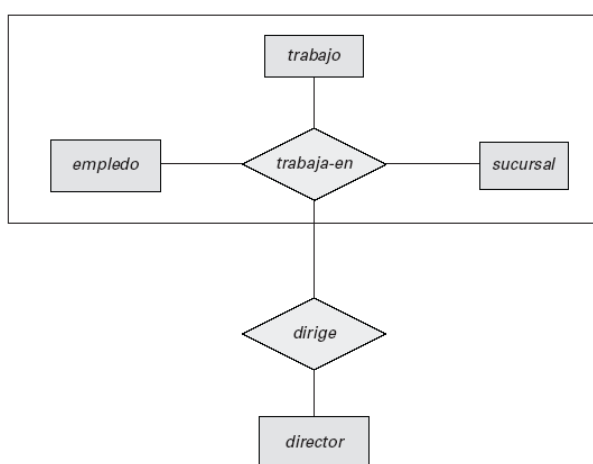 trabajo
empledo
trabaja-en
sucursal
dirige
director